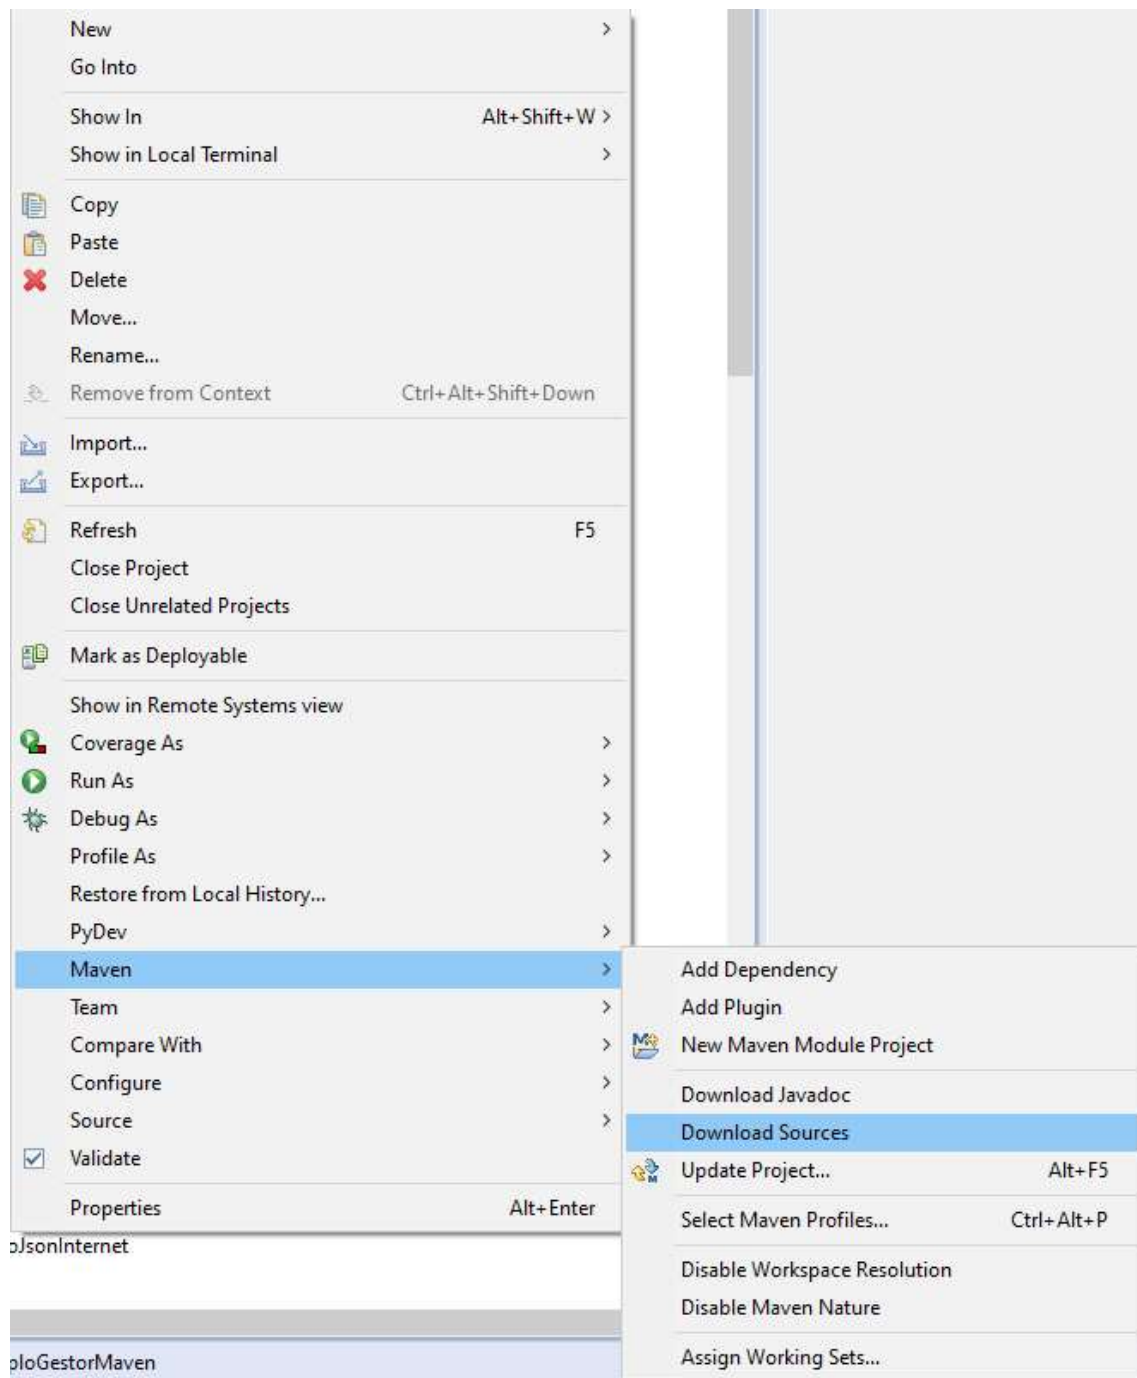 New
Go Into
Show In Alt+Shift+W
Show in Local Terminal
Copy
Paste
Delete
Move...
Rename...
Remove from Context Ctrl+Alt+Shift+Down
Import...
Export...
Refresh F5
Close Project
Close Unrelated Projects
Mark as Deployable
Show in Remote Systems view
Coverage As
Run As
Debug As
Profile As
Restore from Local History...
PyDev
Maven
Team
Compare With
Configure
Source
Validate
Properties Alt+Enter
Add Dependency
Add Plugin
New Maven Module Project
Download Javadoc
Download Sources
Update Project... Alt+F5
Select Maven Profiles... Ctrl+Alt+P
Disable Workspace Resolution
Disable Maven Nature
Assign Working Sets...
oJsonInternet
ploGestorMaven